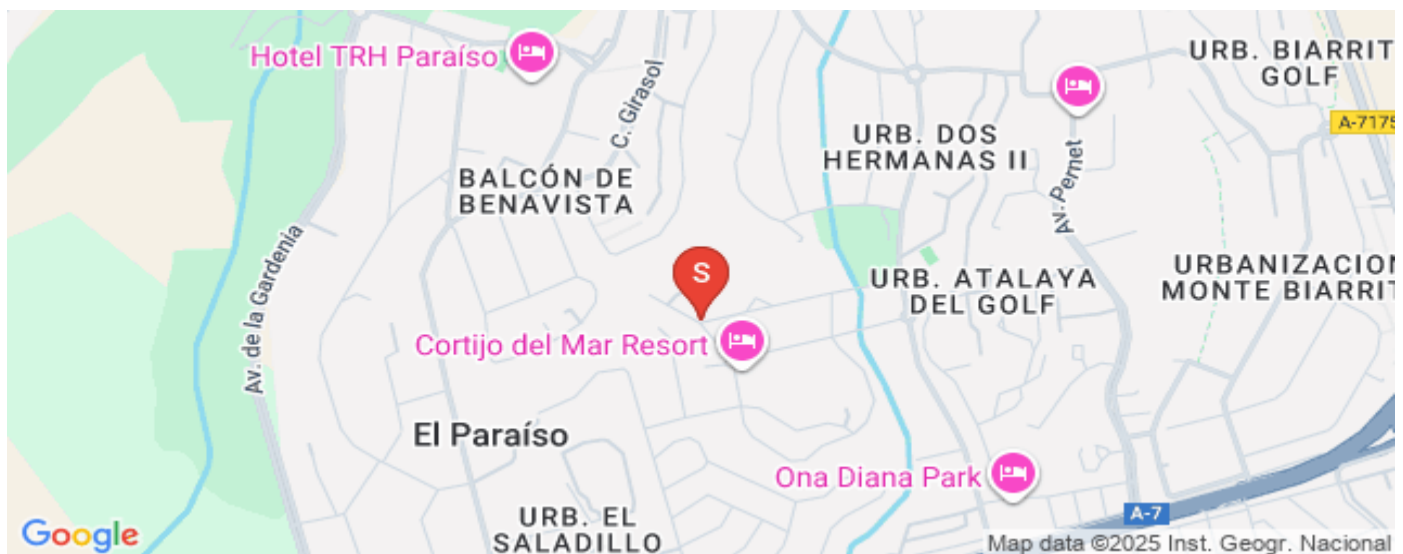 Hotel TRH Paraíso
C. Girasol
URB. BIARRIT
GOLF
A-7175
URB. DOS
HERMANAS II
Av. Pernet
BALCÓN DE
BENAVISTA
Av. de la Gardenia
S
URB. ATALAYA
DEL GOLF
URBANIZACION
MONTE BIARRIT
Cortijo del Mar Resort
El Paraíso
Ona Diana Park
URB. EL
SALADILLO
A-7
Google
Map data ©2025 Inst. Geogr. Nacional